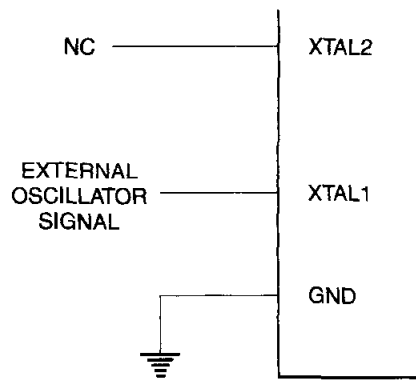 NC XTAL2
EXTERNAL
OSCILLATOR XTAL1
SIGNAL
GND